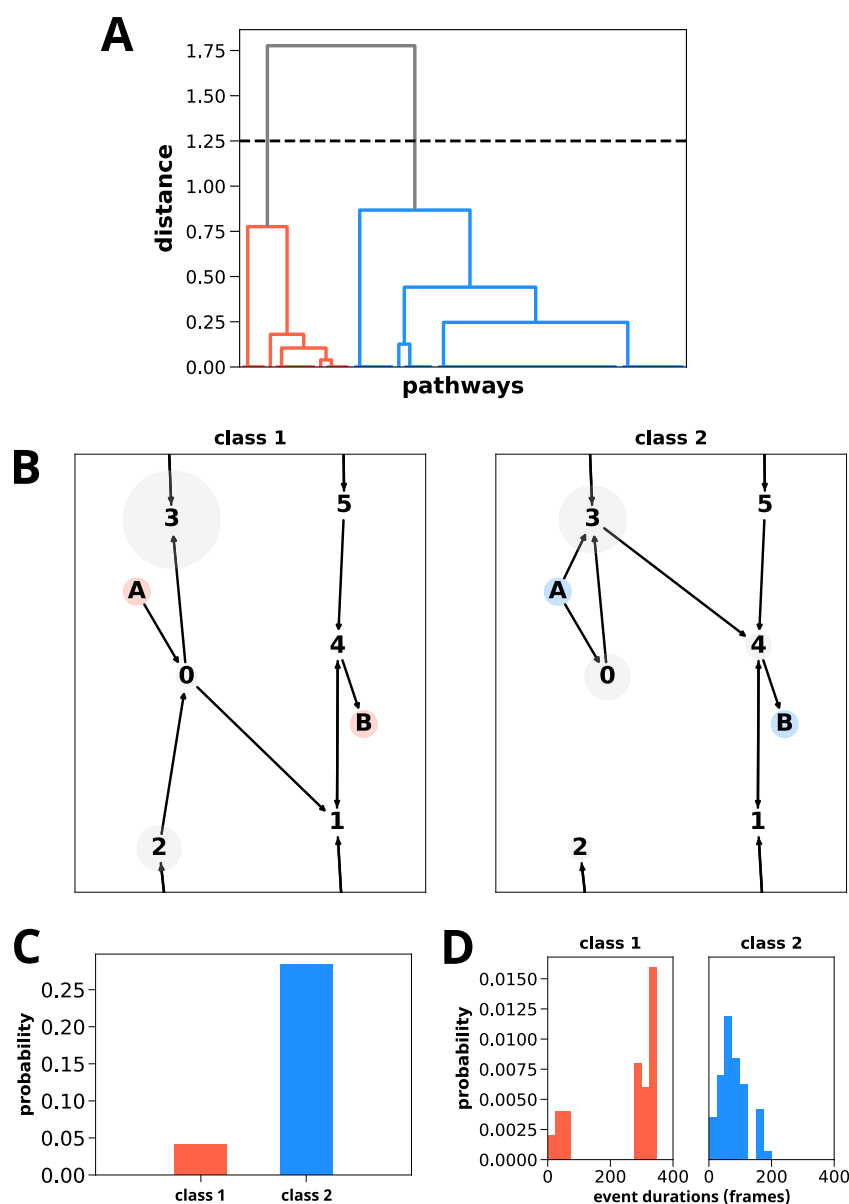 A
1.75
1.50
1.25
1.00
0.75
0.50
0.25
0.00
distance
pathways
B
class 1
class 2
3
5
A
4
0
B
1
2
3
5
A
4
0
B
1
2
C
0.25
0.20
0.15
0.10
0.05
0.00
probability
class 1
class 2
D
class 1
class 2
0.0150
0.0125
0.0100
0.0075
0.0050
0.0025
0.0000
probability
0
200
400
0
200
400
event durations (frames)